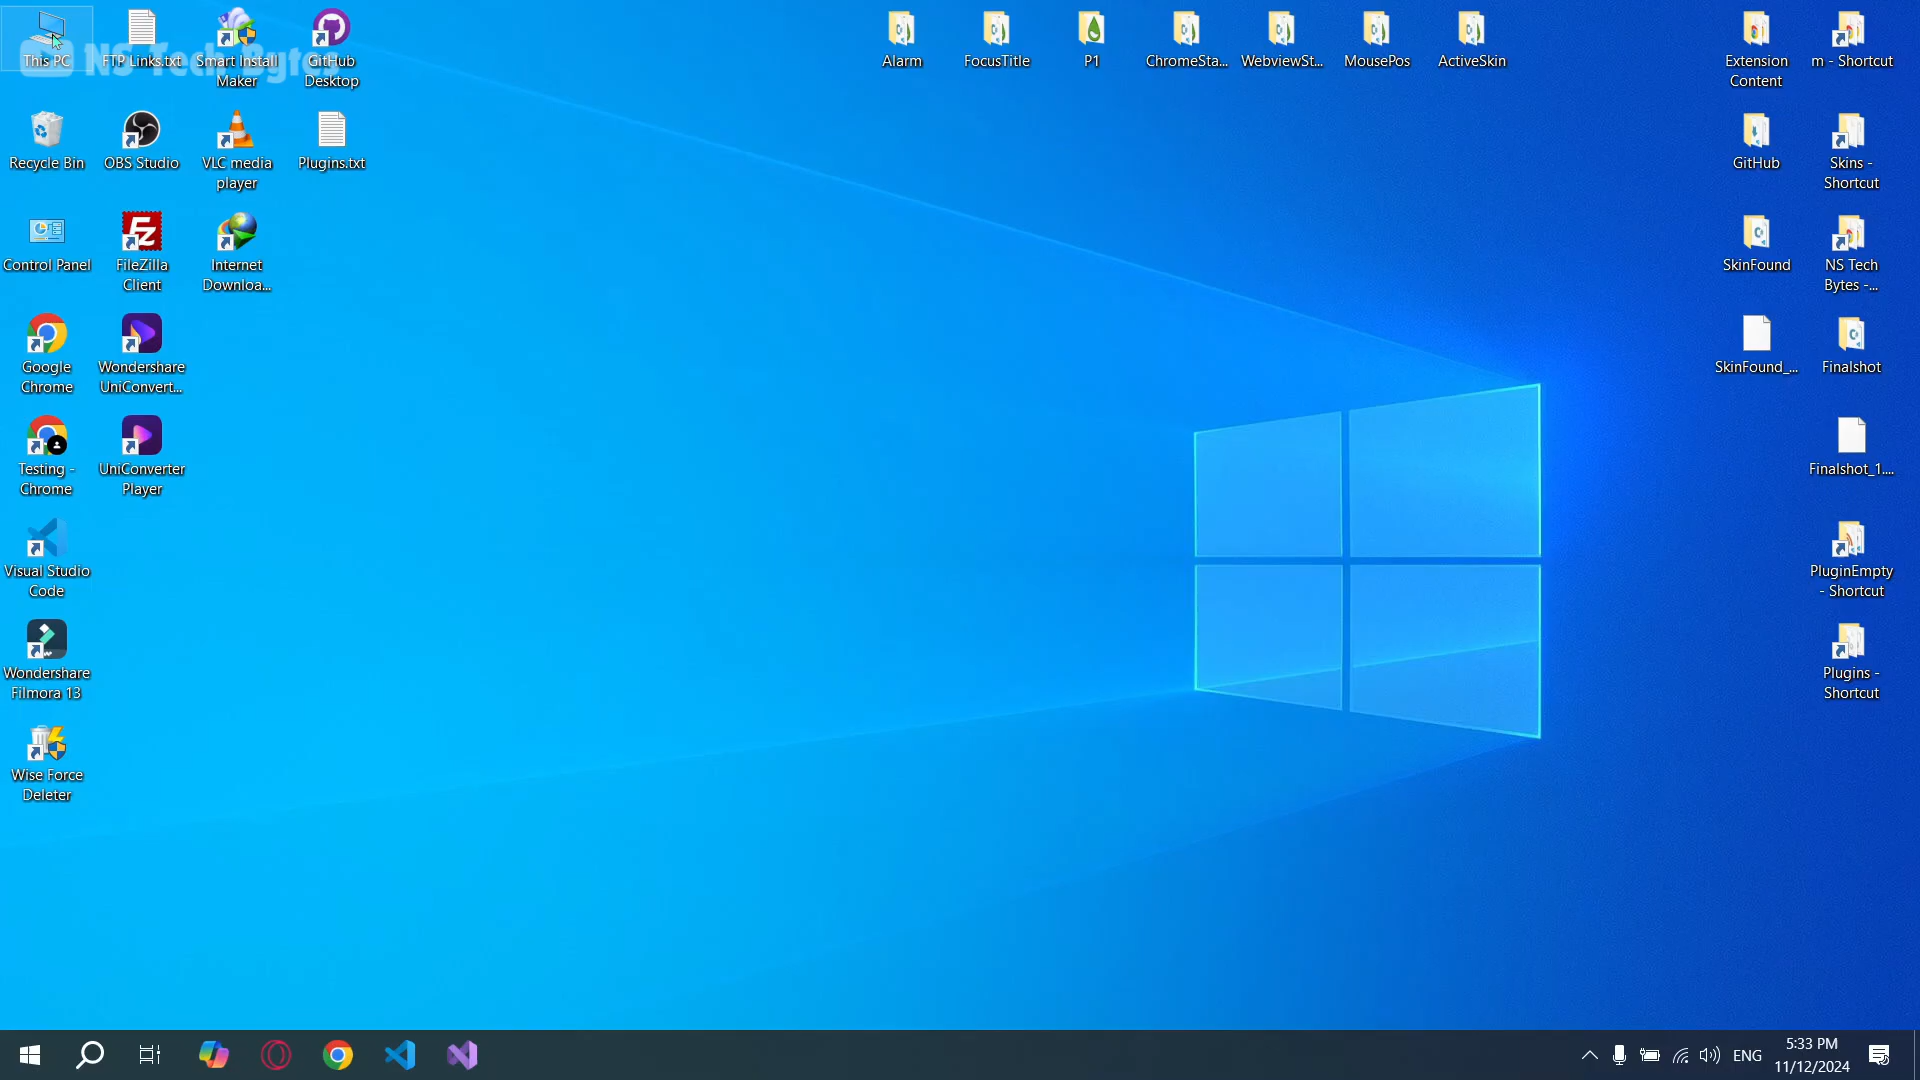 NS Tech Bytes
This PC
FTP Links.txt
Smart Install
Maker
GitHub
Desktop
Recycle Bin
OBS Studio
VLC media
player
Plugins.txt
Control Panel
FileZilla
Client
Internet
Downloa...
Google
Chrome
Wondershare
UniConvert...
Testing -
Chrome
UniConverter
Player
Visual Studio
Code
Wondershare
Filmora 13
Wise Force
Deleter
Alarm
FocusTitle
P1
ChromeSta...
WebviewSt...
MousePos
ActiveSkin
Extension
Content
m - Shortcut
GitHub
Skins -
Shortcut
SkinFound
NS Tech
Bytes -...
SkinFound_...
Finalshot
Finalshot_1....
PluginEmpty
- Shortcut
Plugins -
Shortcut
ENG
5:33 PM
11/12/2024